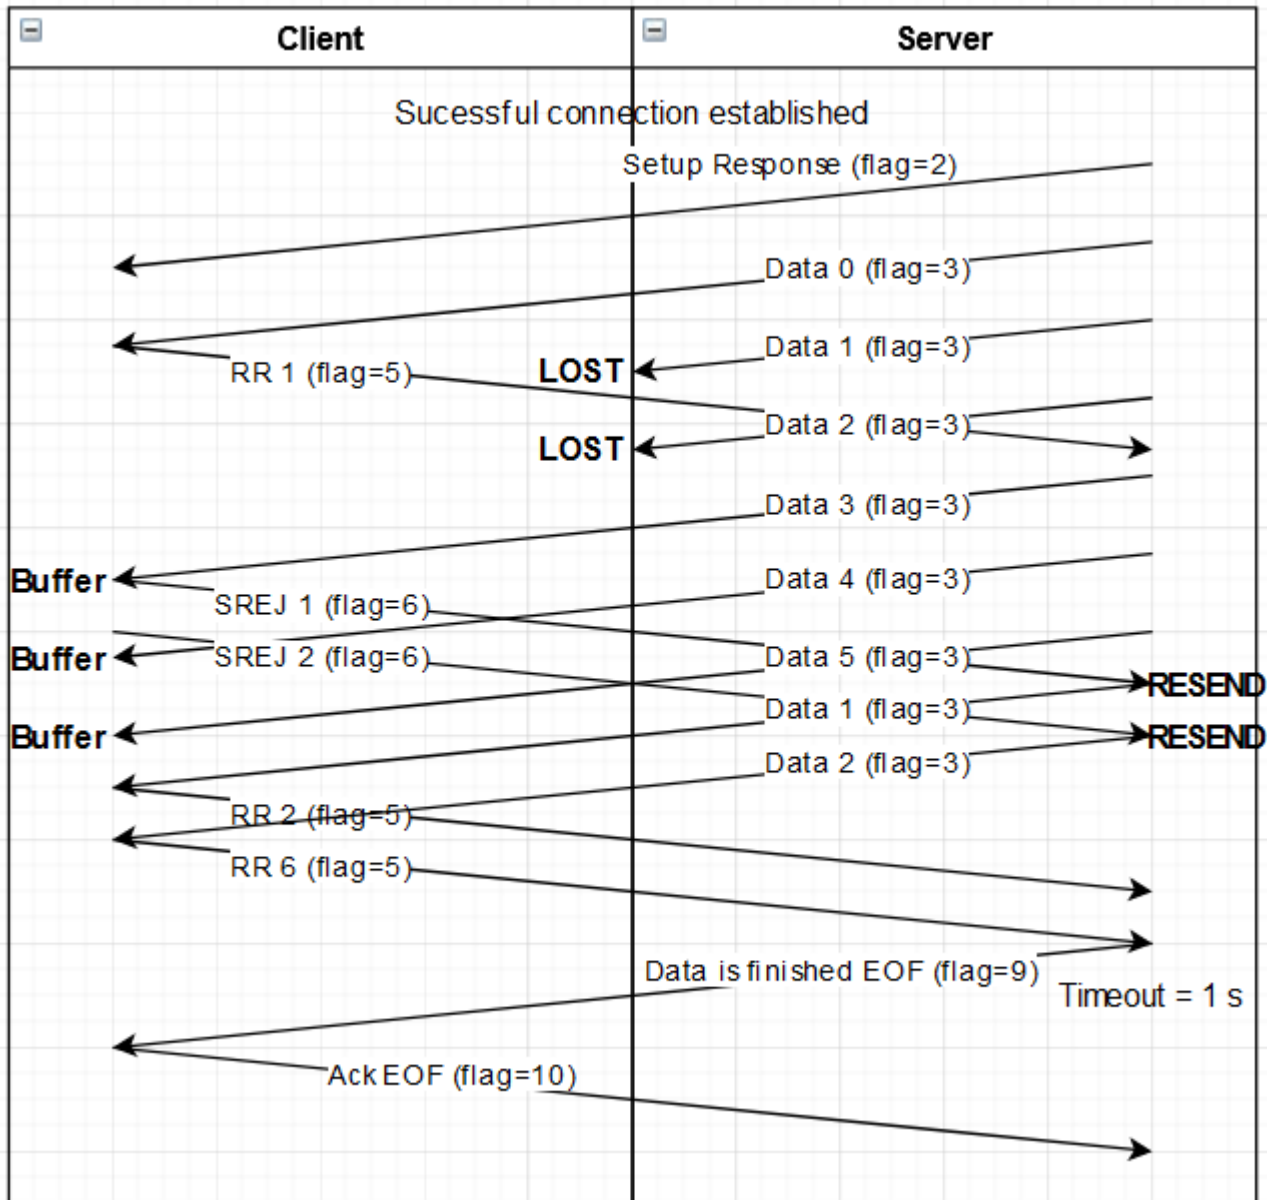 Client
Server
Sucessful connection established
Setup Response (flag=2)
Data 0 (flag=3)
Data 1 (flag=3)
LOST
RR 1 (flag=5)
Data 2 (flag=3)
LOST
Data 3 (flag=3)
Buffer
Data 4 (flag=3)
SREJ 1 (flag=6)
Buffer
SREJ 2 (flag=6)
Data 5 (flag=3)
RESEND
Data 1 (flag=3)
Buffer
RESEND
Data 2 (flag=3)
RR 2 (flag=5)
RR 6 (flag=5)
Data is finished EOF (flag=9)
Timeout = 1 s
Ack EOF (flag=10)